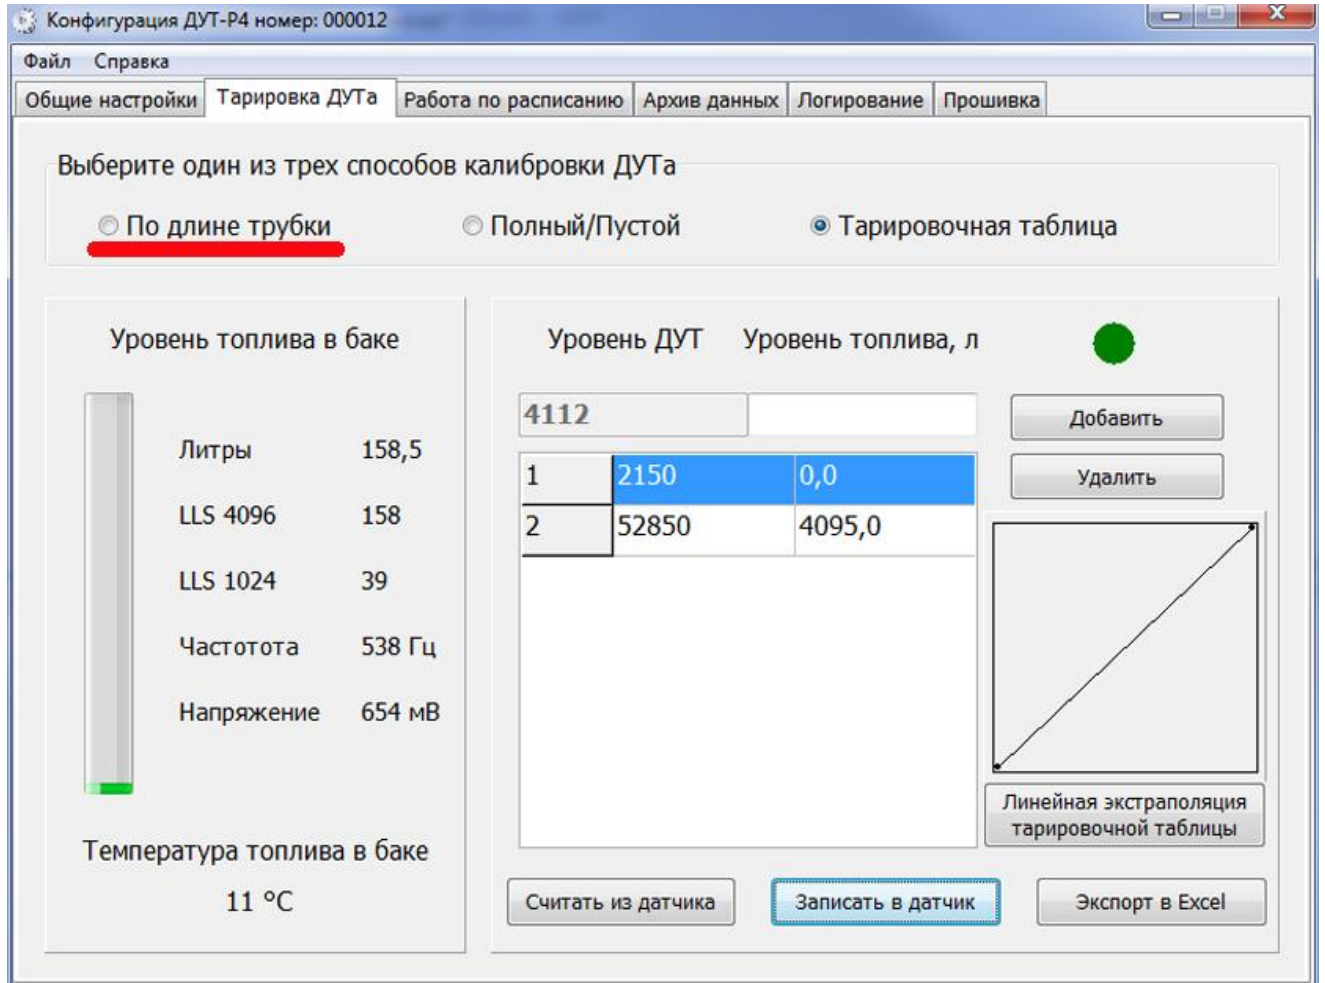 Конфигурация ДУТ-Р4 номер: 000012
Файл Справка
Общие настройки Тарировка ДУТа Работа по расписанию Архив данных Логирование Прошивка
Выберите один из трех способов калибровки ДУТа
По длине трубки Полный/Пустой Тарировочная таблица
Уровень топлива в баке
Литры 158,5
LLS 4096 158
LLS 1024 39
Частотота 538 Гц
Напряжение 654 мВ
Температура топлива в баке
11 °C
Уровень ДУТ Уровень топлива, л
4112
Добавить
1 2150 0,0
Удалить
2 52850 4095,0
Линейная экстраполяция
тарировочной таблицы
Считать из датчика Записать в датчик Экспорт в Excel